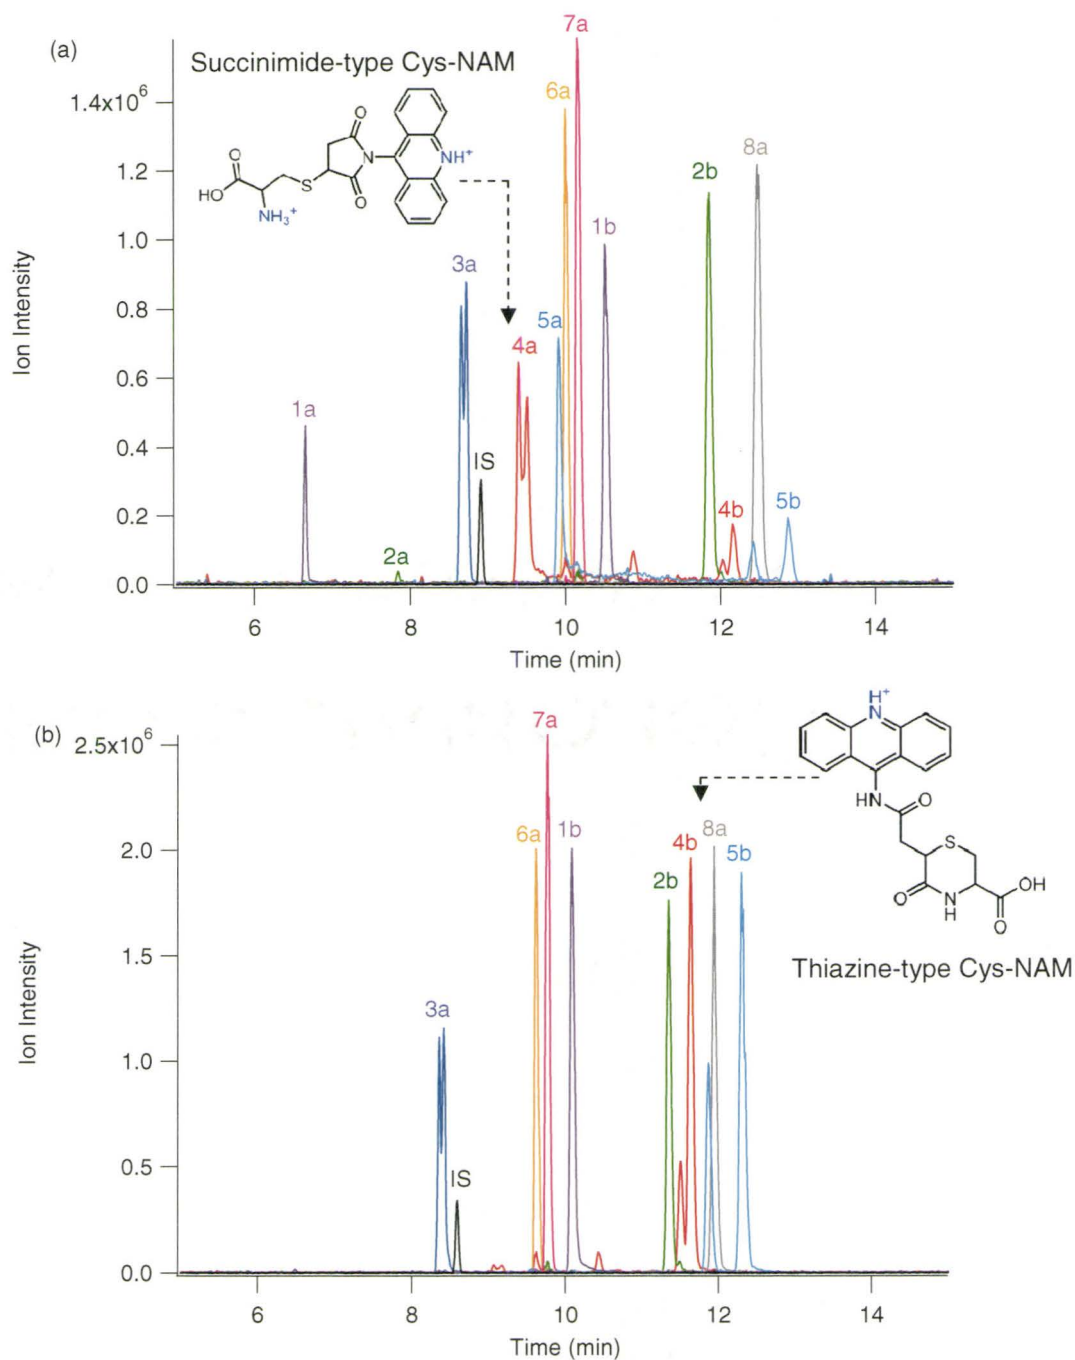 (a)
Succinimide-type Cys-NAM
O
O
HO
NH3+
S
N
O
NH+
7a
6a
8a
2b
1b
3a
5a
4a
1a
IS
4b
5b
2a
1.4x10^6
1.2
1.0
0.8
0.6
0.4
0.2
0.0
Ion Intensity
6 8 10 12 14
Time (min)
(b)
H+
N
HN
O
S
O
N
H
OH
O
Thiazine-type Cys-NAM
7a
6a
1b
8a
4b
5b
2b
3a
IS
2.5x10^6
2.0
1.5
1.0
0.5
0.0
Ion Intensity
6 8 10 12 14
Time (min)